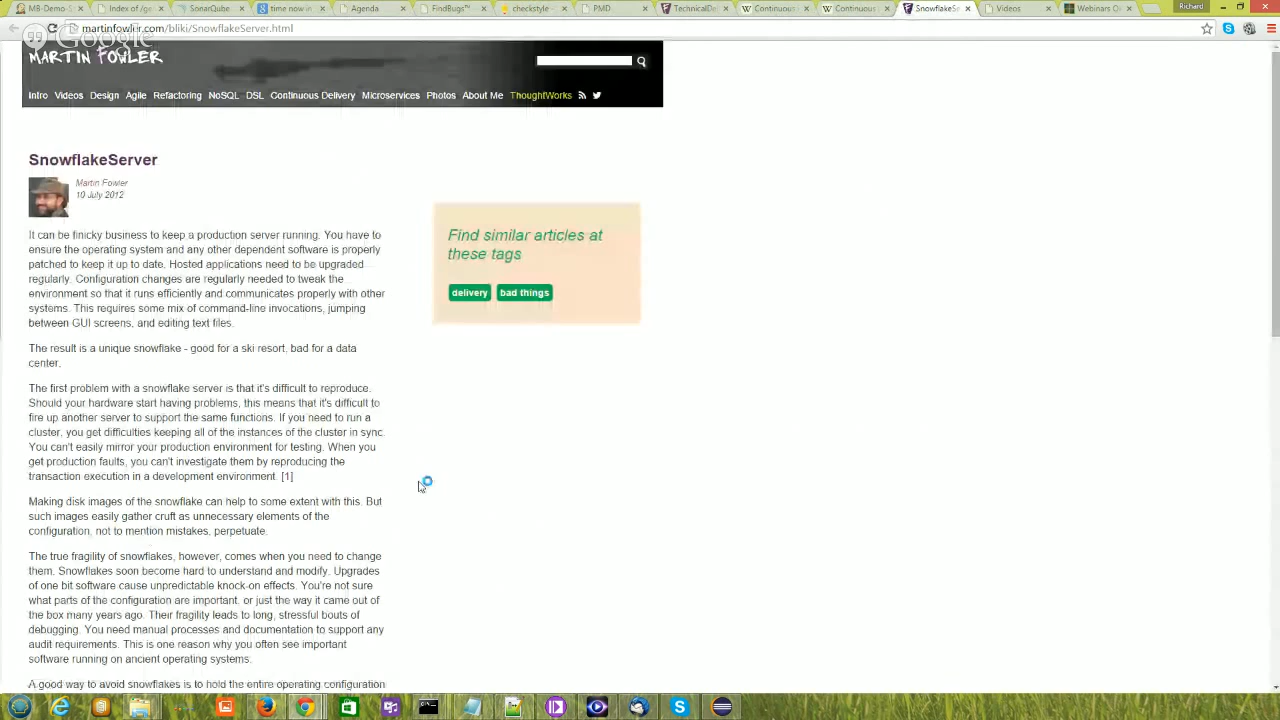 MB-Demo-1
Index of /ge
SonarQube
time now in
Agenda
FindBugs™
checkstyle –
PMD
TechnicalDe
Continuous
Continuous
SnowflakeSe
Videos
Webinars O
Richard
martinfowler.com/bliki/SnowflakeServer.html
Google
MARTIN FOWLER
Intro Videos Design Agile Refactoring NoSQL DSL Continuous Delivery Microservices Photos About Me ThoughtWorks
SnowflakeServer
Martin Fowler
10 July 2012
It can be finicky business to keep a production server running. You have to
ensure the operating system and any other dependent software is properly
patched to keep it up to date. Hosted applications need to be upgraded
regularly. Configuration changes are regularly needed to tweak the
environment so that it runs efficiently and communicates properly with other
systems. This requires some mix of command-line invocations, jumping
between GUI screens, and editing text files.
The result is a unique snowflake - good for a ski resort, bad for a data
center.
The first problem with a snowflake server is that it's difficult to reproduce.
Should your hardware start having problems, this means that it's difficult to
fire up another server to support the same functions. If you need to run a
cluster, you get difficulties keeping all of the instances of the cluster in sync.
You can't easily mirror your production environment for testing. When you
get production faults, you can't investigate them by reproducing the
transaction execution in a development environment. [1]
Making disk images of the snowflake can help to some extent with this. But
such images easily gather cruft as unnecessary elements of the
configuration, not to mention mistakes, perpetuate.
The true fragility of snowflakes, however, comes when you need to change
them. Snowflakes soon become hard to understand and modify. Upgrades
of one bit software cause unpredictable knock-on effects. You're not sure
what parts of the configuration are important, or just the way it came out of
the box many years ago. Their fragility leads to long, stressful bouts of
debugging. You need manual processes and documentation to support any
audit requirements. This is one reason why you often see important
software running on ancient operating systems.
A good way to avoid snowflakes is to hold the entire operating configuration
Find similar articles at
these tags
delivery bad things